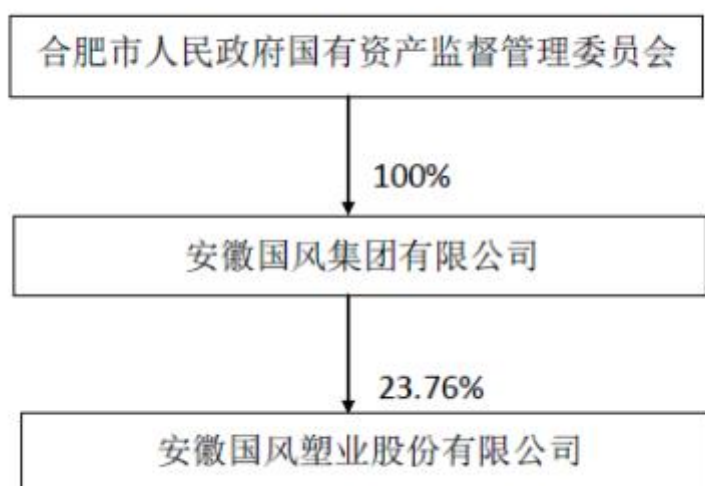 合肥市人民政府国有资产监督管理委员会
100%
安徽国风集团有限公司
23.76%
安徽国风塑业股份有限公司